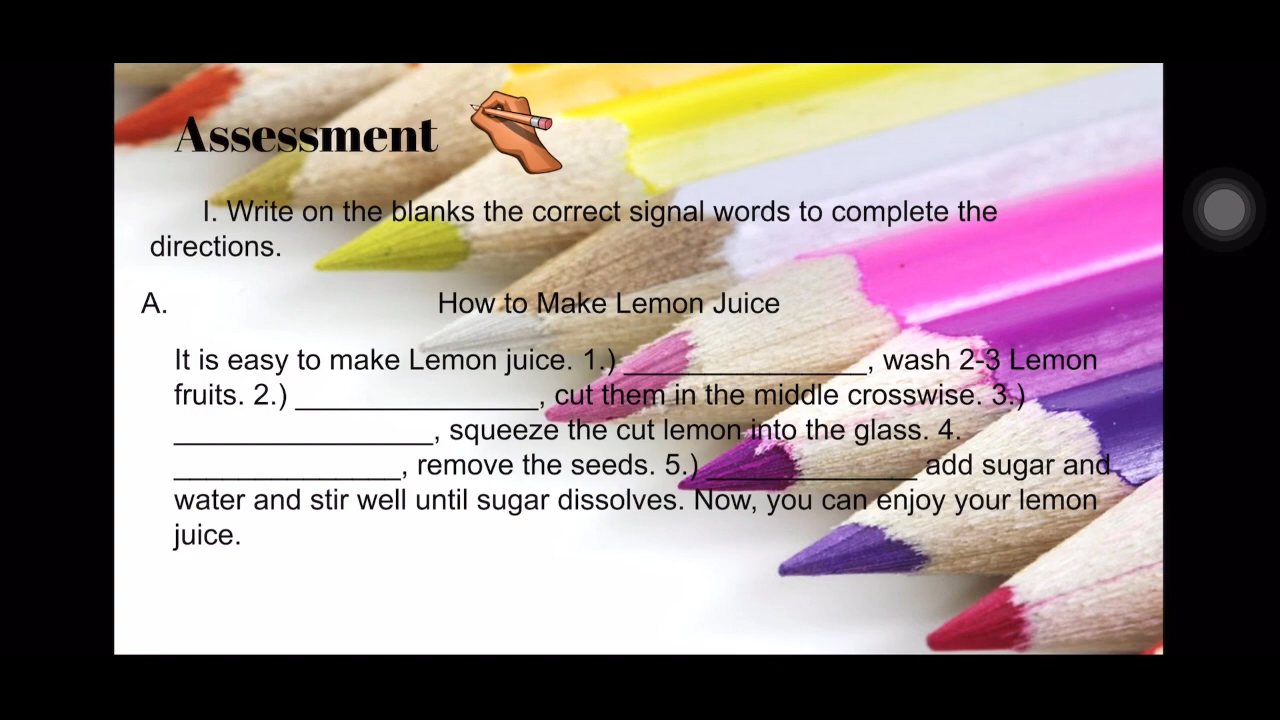 Assessment
I. Write on the blanks the correct signal words to complete the
directions.
A. How to Make Lemon Juice
It is easy to make Lemon juice. 1.) _______________, wash 2-3 Lemon
fruits. 2.) _______________, cut them in the middle crosswise. 3.)
________________, squeeze the cut lemon into the glass. 4.
______________, remove the seeds. 5.) _____________ add sugar and
water and stir well until sugar dissolves. Now, you can enjoy your lemon
juice.